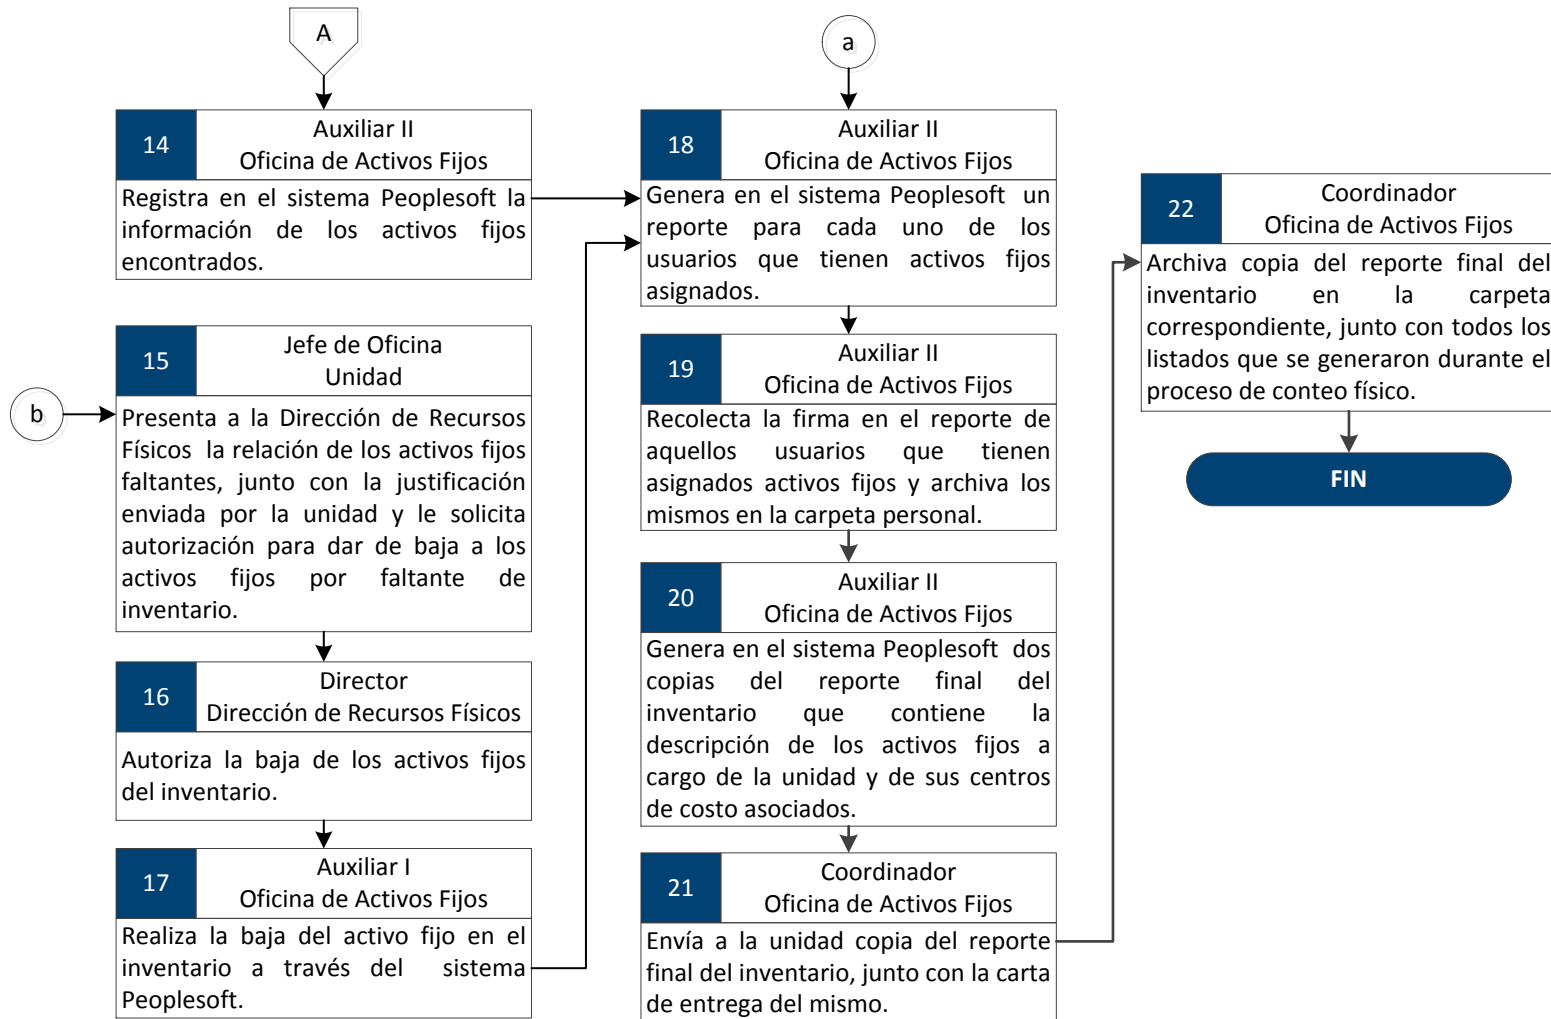 A
14
Auxiliar II
Oficina de Activos Fijos
Registra en el sistema Peoplesoft la
información de los activos fijos
encontrados.
b
15
Jefe de Oficina
Unidad
Presenta a la Dirección de Recursos
Físicos la relación de los activos fijos
faltantes, junto con la justificación
enviada por la unidad y le solicita
autorización para dar de baja a los
activos fijos por faltante de
inventario.
16
Director
Dirección de Recursos Físicos
Autoriza la baja de los activos fijos
del inventario.
17
Auxiliar I
Oficina de Activos Fijos
Realiza la baja del activo fijo en el
inventario a través del sistema
Peoplesoft.
a
18
Auxiliar II
Oficina de Activos Fijos
Genera en el sistema Peoplesoft un
reporte para cada uno de los
usuarios que tienen activos fijos
asignados.
19
Auxiliar II
Oficina de Activos Fijos
Recolecta la firma en el reporte de
aquellos usuarios que tienen
asignados activos fijos y archiva los
mismos en la carpeta personal.
20
Auxiliar II
Oficina de Activos Fijos
Genera en el sistema Peoplesoft dos
copias del reporte final del
inventario que contiene la
descripción de los activos fijos a
cargo de la unidad y de sus centros
de costo asociados.
21
Coordinador
Oficina de Activos Fijos
Envía a la unidad copia del reporte
final del inventario, junto con la carta
de entrega del mismo.
22
Coordinador
Oficina de Activos Fijos
Archiva copia del reporte final del
inventario en la carpeta
correspondiente, junto con todos los
listados que se generaron durante el
proceso de conteo físico.
FIN